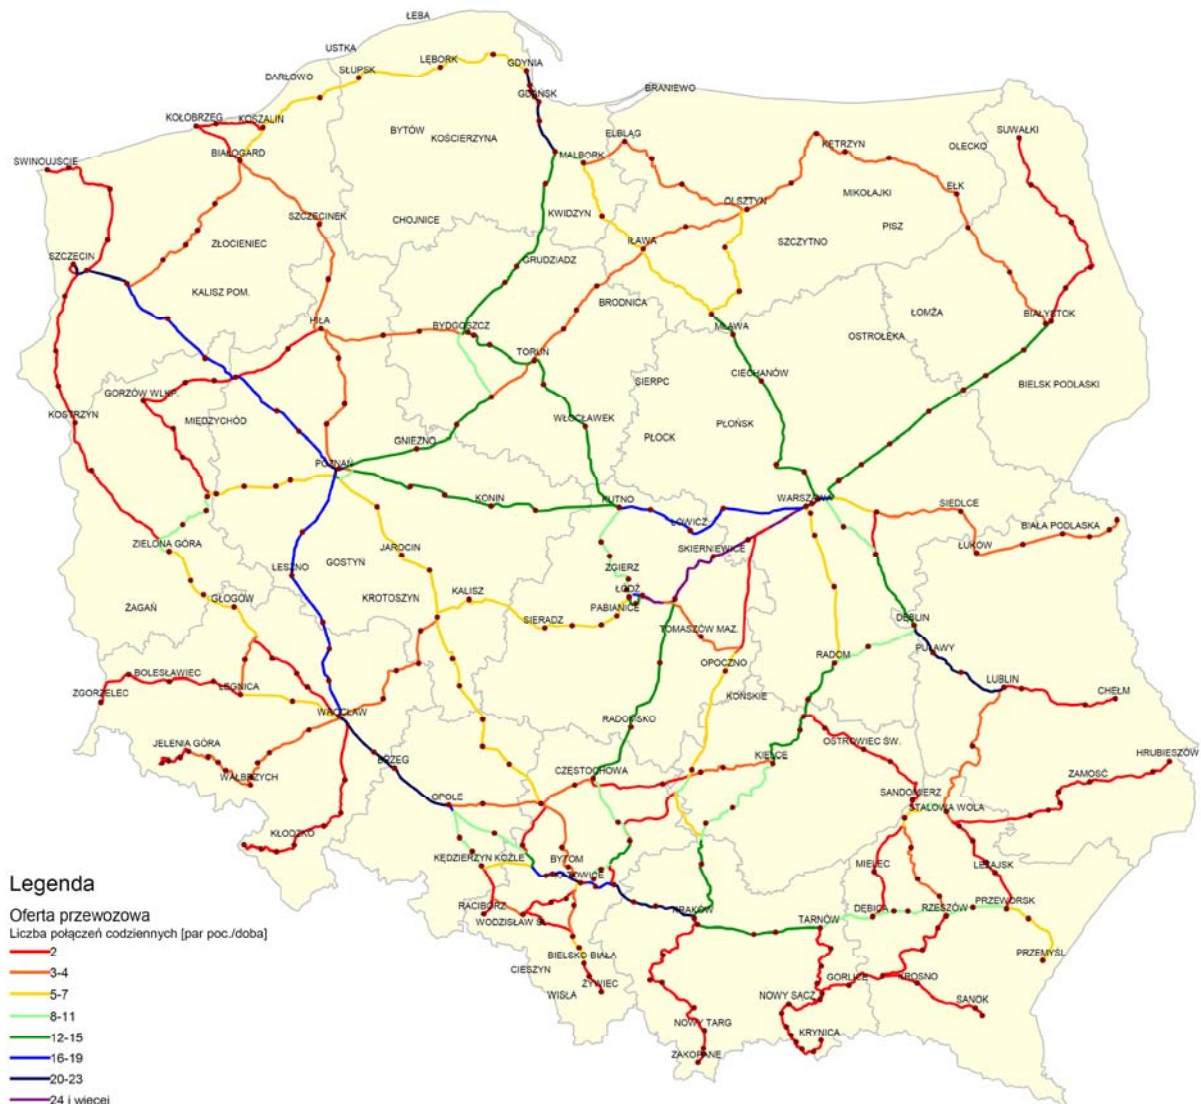 ŁEBA
USTKA
LĘBORK
GDYNIA
SŁUPSK
DARŁOWO
GDAŃSK
BRANIEWO
KOŁOBRZEG
KOSZALIN
BYTÓW
KOŚCIERZYNA
ELBLĄG
SUWAŁKI
KĘTRZYN
OLECKO
BIAŁOGARD
MALBORK
ŚWINOUJŚCIE
EŁK
MIKOŁAJKI
OLSZTYN
SZCZECINEK
CHOJNICE
KWIDZYN
PISZ
ZŁOCIENIEC
IŁAWA
SZCZYTNO
SZCZECIN
GRUDZIADZ
KALISZ POM.
BRODNICA
ŁOMŻA
BIAŁYSTOK
PIŁA
BYDGOSZCZ
MŁAWA
OSTROŁĘKA
TORUŃ
CIECHANÓW
SIERPC
BIELSK PODLASKI
GORZÓW WLKP.
KOSTRZYN
MIĘDZYCHÓD
WŁOCŁAWEK
PŁOŃSK
PŁOCK
GNIEZNO
POZNAŃ
KONIN
KUTNO
WARSZAWA
SIEDLCE
ŁOWICZ
BIAŁA PODLASKA
ZIELONA GÓRA
JAROCIN
SKIERNIEWICE
ŁUKÓW
GOSTYN
LESZNO
ZGIERZ
KALISZ
ŁÓDŹ
GŁOGÓW
KROTOSZYN
PABIANICE
ŻAGAŃ
SIERADZ
DĘBLIN
TOMASZÓW MAZ.
PUŁAWY
RADOM
OPOCZNO
BOLESŁAWIEC
LUBLIN
LEGNICA
ZGORZELEC
KOŃSKIE
CHEŁM
WROCŁAW
RADOMSKO
JELENIA GÓRA
OSTROWIEC ŚW.
HRUBIESZÓW
BRZEG
KIELCE
WAŁBRZYCH
CZĘSTOCHOWA
ZAMOŚĆ
OPOLE
SANDOMIERZ
STALOWA WOLA
KŁODZKO
KĘDZIERZYN KOŹLE
BYTOM
MIELEC
LEŻAJSK
KATOWICE
RACIBÓRZ
PRZEWORSK
DĘBICA
RZESZÓW
KRAKÓW
TARNÓW
WODZISŁAW ŚL.
PRZEMYŚL
BIELSKO BIAŁA
CIESZYN
GORLICE
KROSNO
ŻYWIEC
WISŁA
NOWY SĄCZ
SANOK
NOWY TARG
KRYNICA
ZAKOPANE
Legenda
Oferta przewozowa
Liczba połączeń codziennych [par poc./doba]
2
3-4
5-7
8-11
12-15
16-19
20-23
24 i więcej